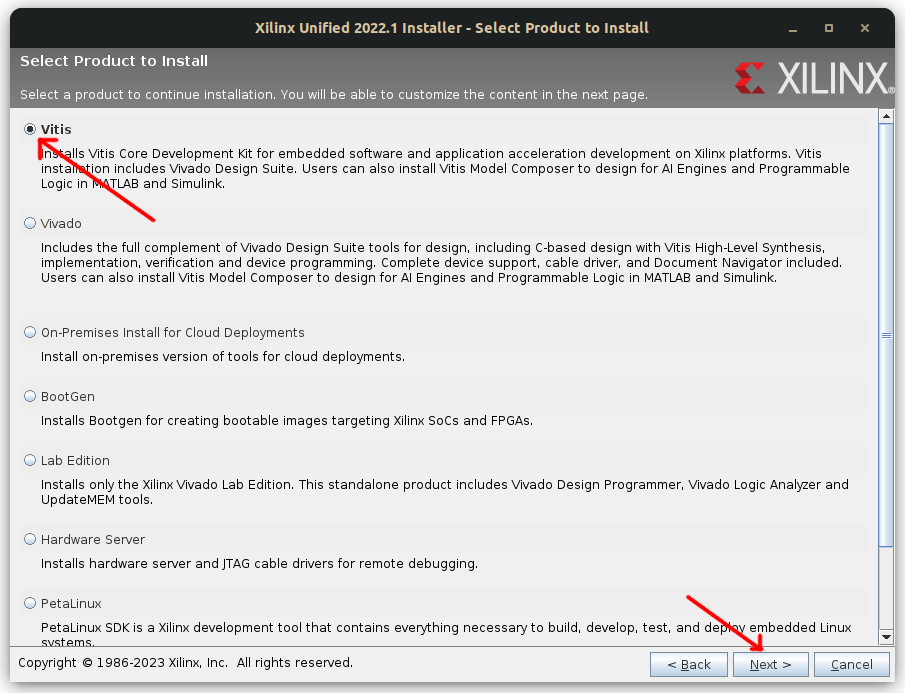 Xilinx Unified 2022.1 Installer - Select Product to Install
Select Product to Install
Select a product to continue installation. You will be able to customize the content in the next page.
XILINX®
Vitis
Installs Vitis Core Development Kit for embedded software and application acceleration development on Xilinx platforms. Vitis
installation includes Vivado Design Suite. Users can also install Vitis Model Composer to design for AI Engines and Programmable
Logic in MATLAB and Simulink.
Vivado
Includes the full complement of Vivado Design Suite tools for design, including C-based design with Vitis High-Level Synthesis,
implementation, verification and device programming. Complete device support, cable driver, and Document Navigator included.
Users can also install Vitis Model Composer to design for AI Engines and Programmable Logic in MATLAB and Simulink.
On-Premises Install for Cloud Deployments
Install on-premises version of tools for cloud deployments.
BootGen
Installs Bootgen for creating bootable images targeting Xilinx SoCs and FPGAs.
Lab Edition
Installs only the Xilinx Vivado Lab Edition. This standalone product includes Vivado Design Programmer, Vivado Logic Analyzer and
UpdateMEM tools.
Hardware Server
Installs hardware server and JTAG cable drivers for remote debugging.
PetaLinux
PetaLinux SDK is a Xilinx development tool that contains everything necessary to build, develop, test, and deploy embedded Linux
systems.
Copyright © 1986-2023 Xilinx, Inc. All rights reserved.
< Back
Next >
Cancel